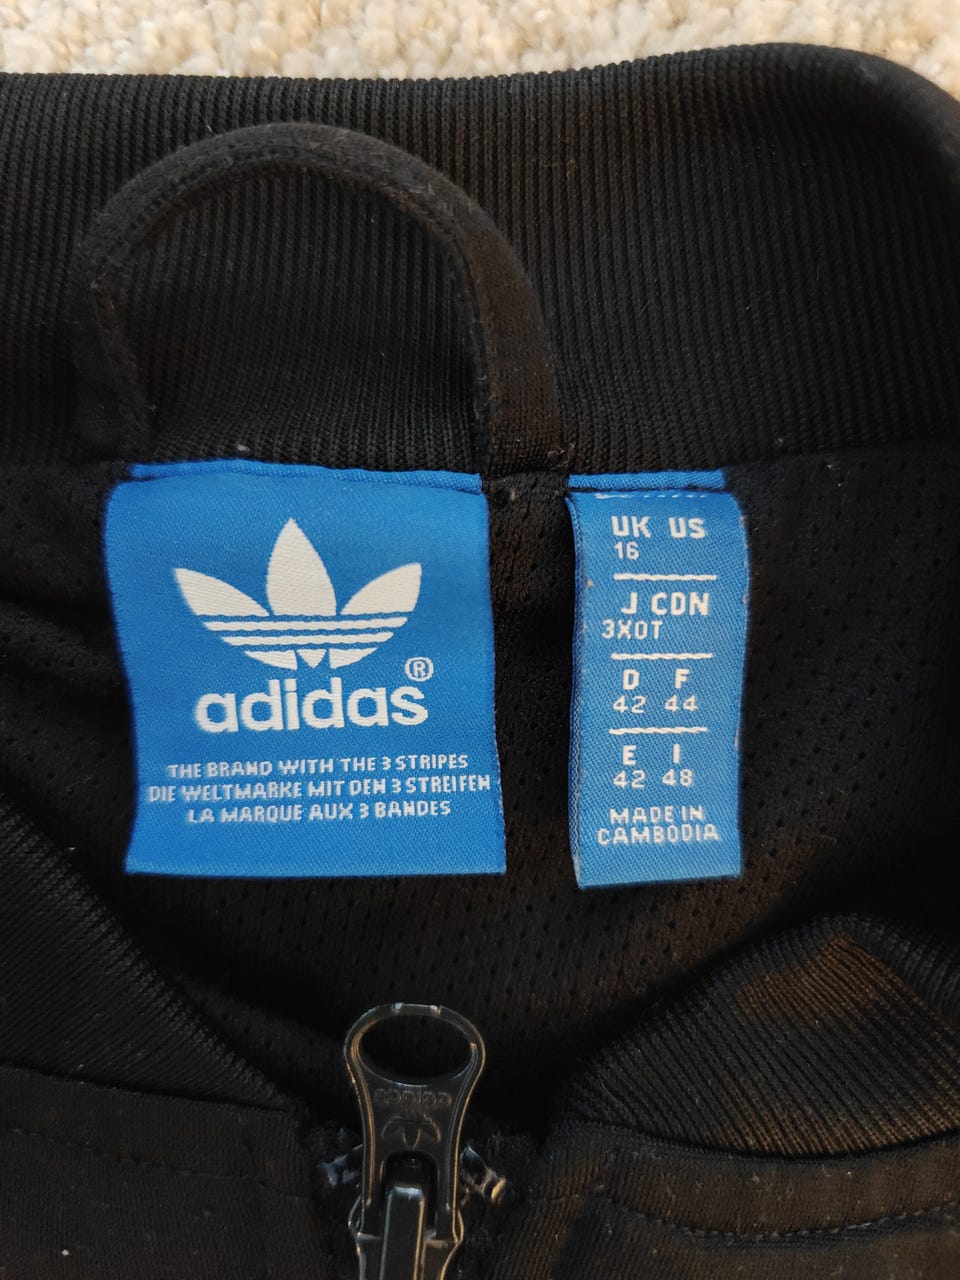 adidas®
THE BRAND WITH THE 3 STRIPES
DIE WELTMARKE MIT DEN 3 STREIFEN
LA MARQUE AUX 3 BANDES
UK US
16
J CDN
3XOT
D F
42 44
E I
42 48
MADE IN
CAMBODIA
adidas